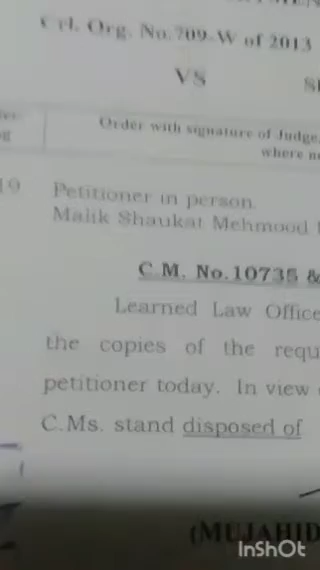 Crl. Org. No.709-W of 2013
VS
Order with signature of Judge,
where
19 Petitioner in person.
Malik Shaukat Mehmood
C.M. No.10735 &
Learned Law Office
the copies of the requ
petitioner today. In view
C.Ms. stand disposed of
(MUJAHID
InShOt